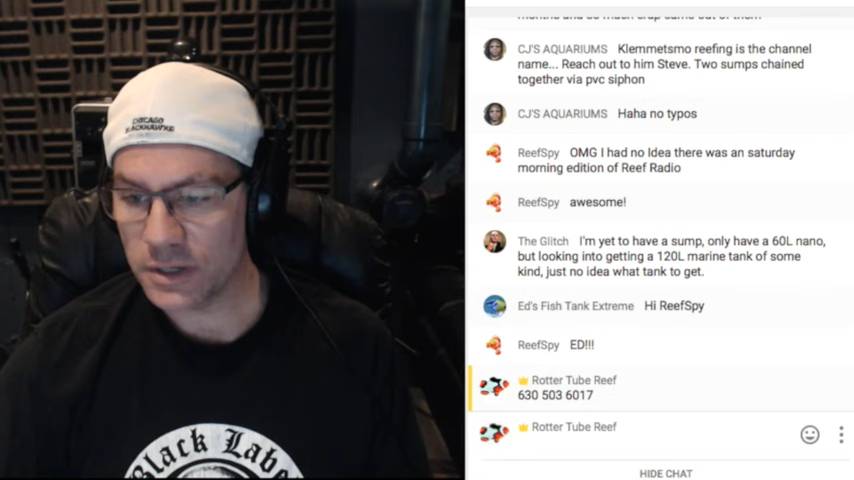 CHICAGO
BLACKHAWKS
Black Labe
CJ'S AQUARIUMS Klemmetsmo reefing is the channel
name... Reach out to him Steve. Two sumps chained
together via pvc siphon
CJ'S AQUARIUMS Haha no typos
ReefSpy OMG I had no Idea there was an saturday
morning edition of Reef Radio
ReefSpy awesome!
The Glitch I'm yet to have a sump, only have a 60L nano,
but looking into getting a 120L marine tank of some
kind, just no idea what tank to get.
Ed's Fish Tank Extreme Hi ReefSpy
ReefSpy ED!!!
Rotter Tube Reef
630 503 6017
Rotter Tube Reef
HIDE CHAT